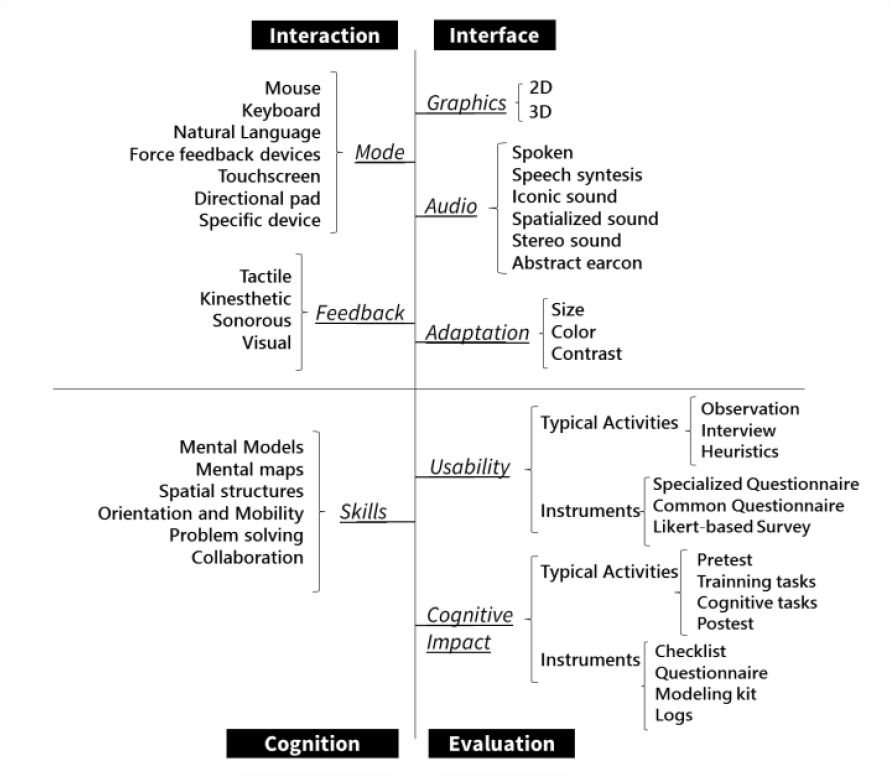 Interaction
Mouse
Keyboard
Natural Language
Force feedback devices
Touchscreen
Directional pad
Specific device
Mode
Tactile
Kinesthetic
Sonorous
Visual
Feedback
Interface
Graphics
2D
3D
Audio
Spoken
Speech syntesis
Iconic sound
Spatialized sound
Stereo sound
Abstract earcon
Adaptation
Size
Color
Contrast
Mental Models
Mental maps
Spatial structures
Orientation and Mobility
Problem solving
Collaboration
Skills
Cognition
Usability
Typical Activities
Observation
Interview
Heuristics
Instruments
Specialized Questionnaire
Common Questionnaire
Likert-based Survey
Cognitive
Impact
Typical Activities
Pretest
Trainning tasks
Cognitive tasks
Postest
Instruments
Checklist
Questionnaire
Modeling kit
Logs
Evaluation